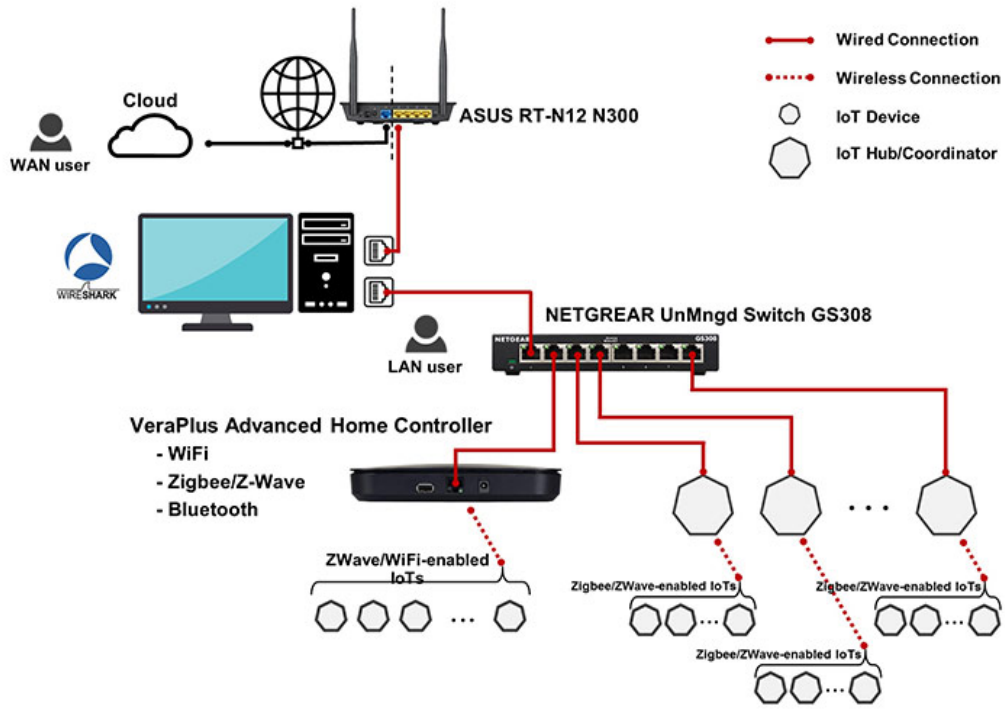 Wired Connection
Wireless Connection
IoT Device
IoT Hub/Coordinator
ASUS RT-N12 N300
Cloud
WAN user
WIRESHARK
LAN user
NETGREAR UnMngd Switch GS308
NETGEAR
GS308
VeraPlus Advanced Home Controller
- WiFi
- Zigbee/Z-Wave
- Bluetooth
ZWave/WiFi-enabled
IoTs
...
...
Zigbee/ZWave-enabled IoTs
...
Zigbee/ZWave-enabled IoTs
...
Zigbee/ZWave-enabled IoTs
...